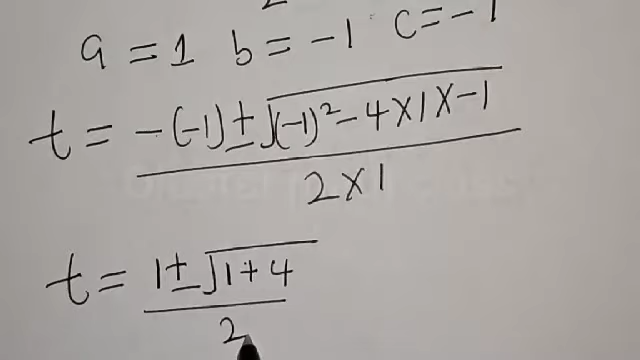 a = 1 b = -1 c = -1
t = -(-1) ± √(-1)² - 4 × 1 × -1
2 × 1
t = 1 ± √1 + 4
2